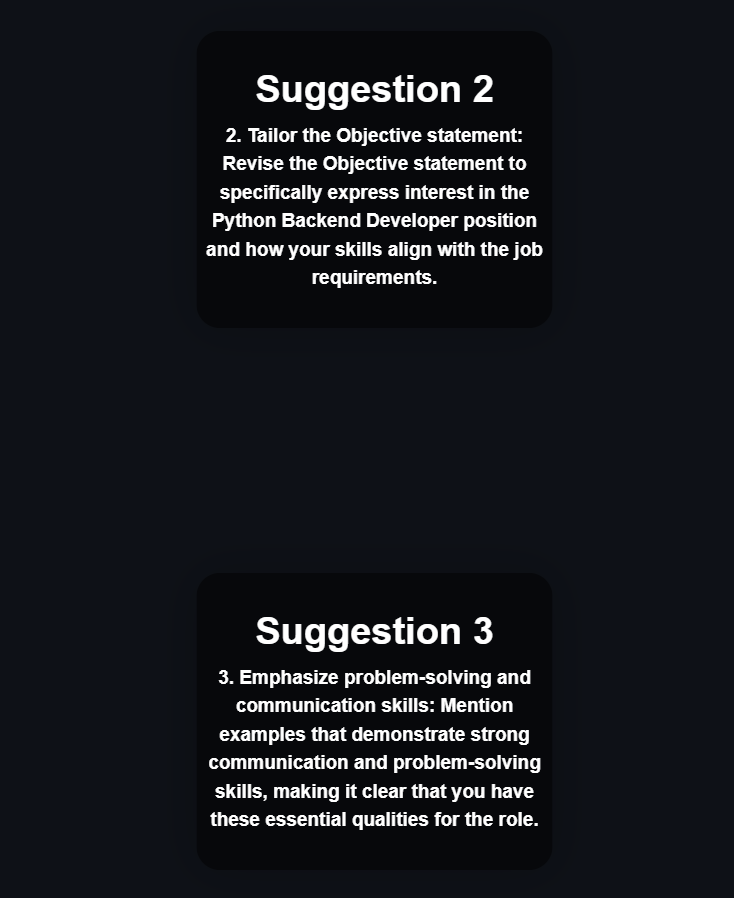 Suggestion 2
2. Tailor the Objective statement:
Revise the Objective statement to
specifically express interest in the
Python Backend Developer position
and how your skills align with the job
requirements.
Suggestion 3
3. Emphasize problem-solving and
communication skills: Mention
examples that demonstrate strong
communication and problem-solving
skills, making it clear that you have
these essential qualities for the role.